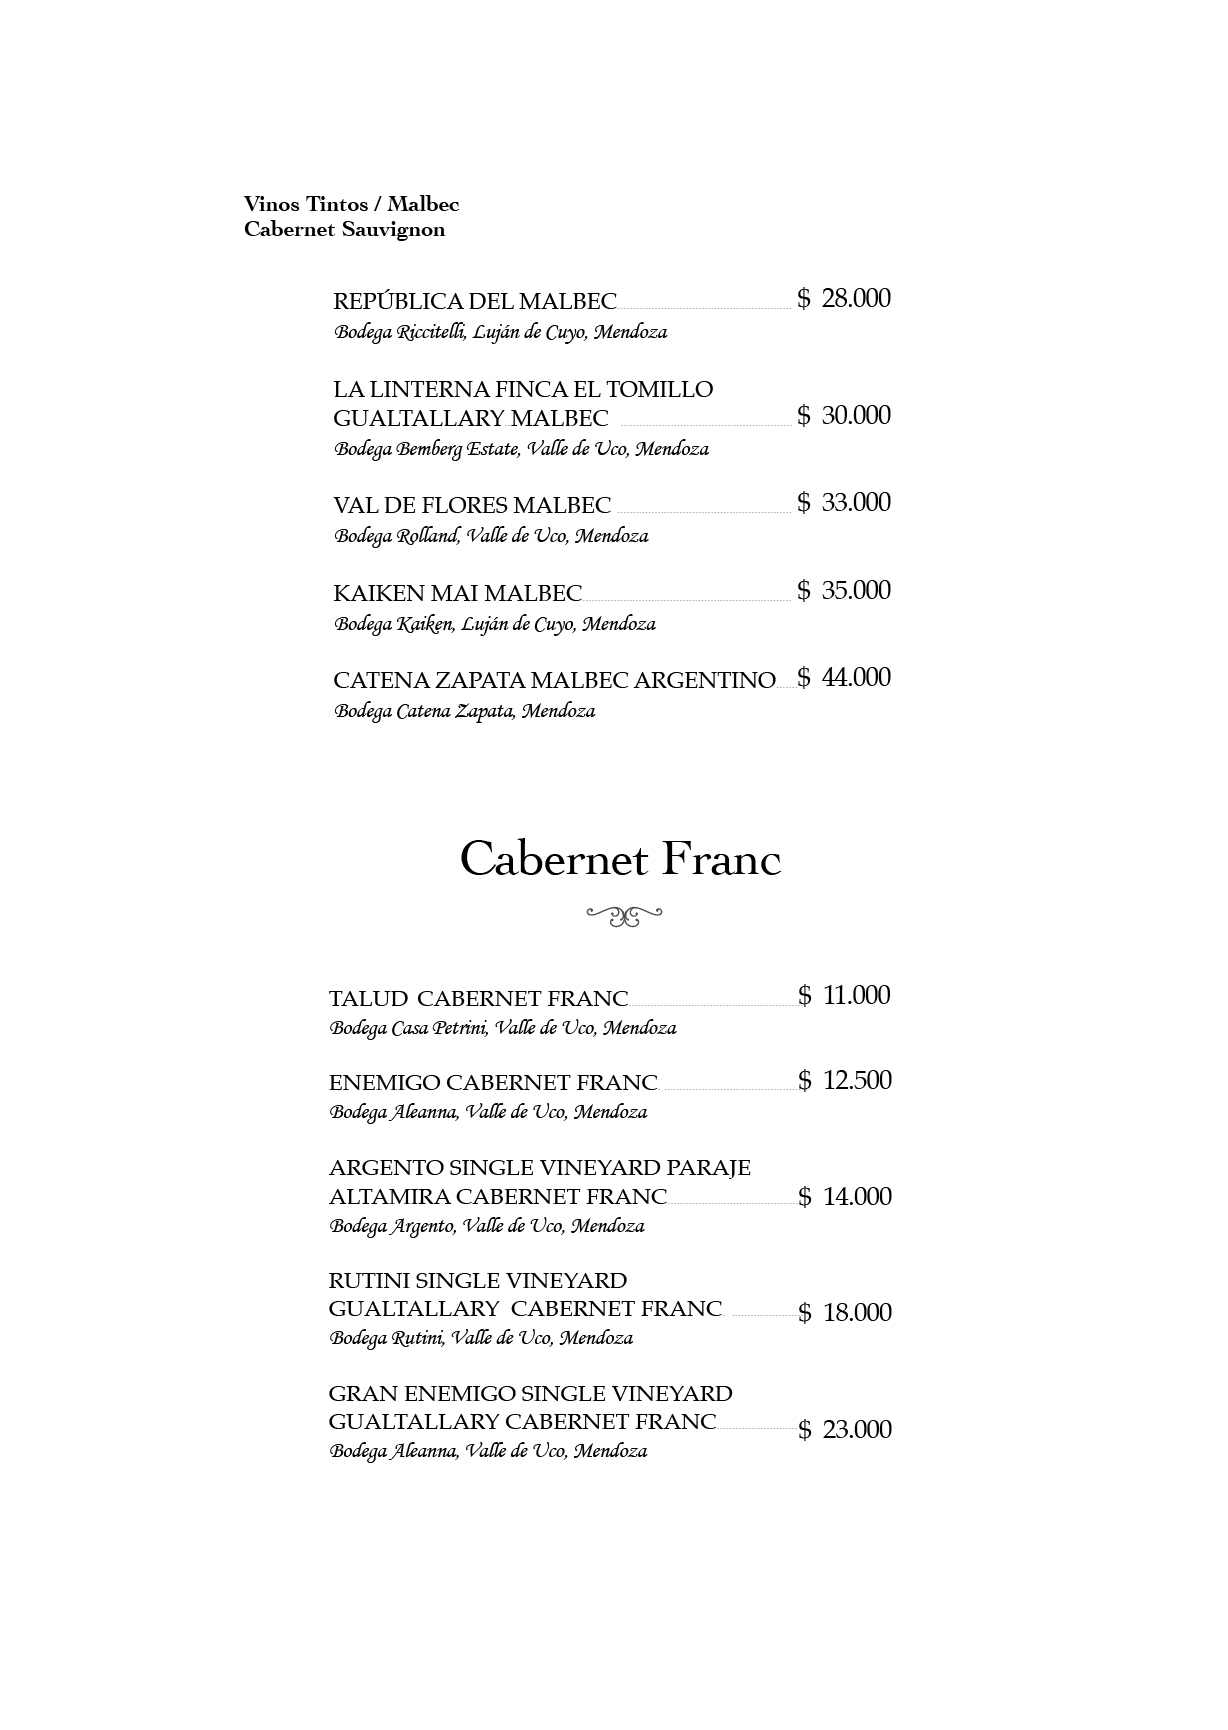 Vinos Tintos / Malbec
Cabernet Sauvignon
REPÚBLICA DEL MALBEC $ 28.000
Bodega Riccitelli, Luján de Cuyo, Mendoza
LA LINTERNA FINCA EL TOMILLO
GUALTALLARY MALBEC $ 30.000
Bodega Bemberg Estate, Valle de Uco, Mendoza
VAL DE FLORES MALBEC $ 33.000
Bodega Rolland, Valle de Uco, Mendoza
KAIKEN MAI MALBEC $ 35.000
Bodega Kaiken, Luján de Cuyo, Mendoza
CATENA ZAPATA MALBEC ARGENTINO $ 44.000
Bodega Catena Zapata, Mendoza
Cabernet Franc
TALUD CABERNET FRANC $ 11.000
Bodega Casa Petrini, Valle de Uco, Mendoza
ENEMIGO CABERNET FRANC $ 12.500
Bodega Aleanna, Valle de Uco, Mendoza
ARGENTO SINGLE VINEYARD PARAJE
ALTAMIRA CABERNET FRANC $ 14.000
Bodega Argento, Valle de Uco, Mendoza
RUTINI SINGLE VINEYARD
GUALTALLARY CABERNET FRANC $ 18.000
Bodega Rutini, Valle de Uco, Mendoza
GRAN ENEMIGO SINGLE VINEYARD
GUALTALLARY CABERNET FRANC $ 23.000
Bodega Aleanna, Valle de Uco, Mendoza